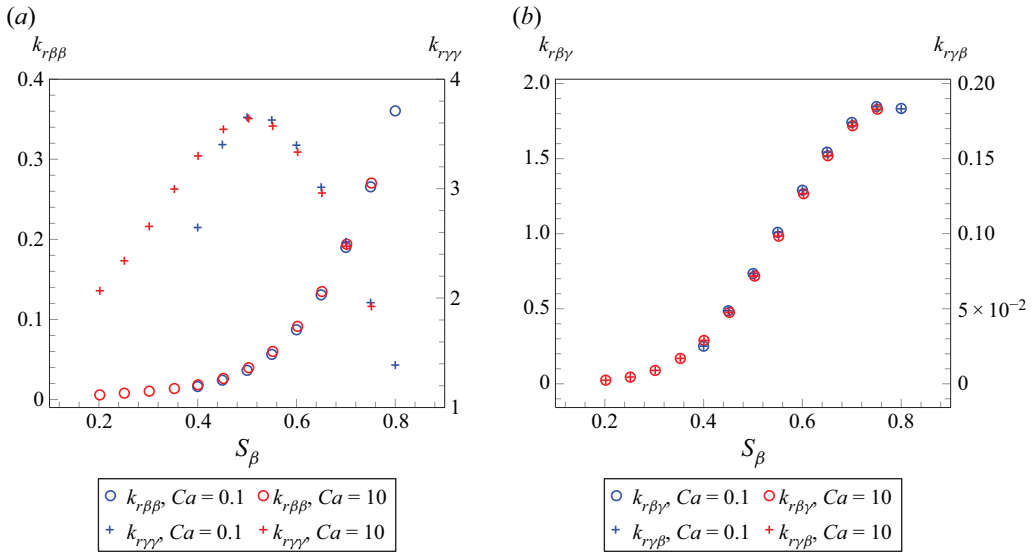 (a)
(b)
k_{rββ}
k_{rγγ}
k_{rβγ}
k_{rγβ}
0.4
4
2.0
0.20
0.3
3
1.5
0.15
0.2
1.0
0.10
2
0.1
0.5
5 × 10^{−2}
0
1
0
0
0.2 0.4 0.6 0.8
0.2 0.4 0.6 0.8
S_β
S_β
k_{rββ}, Ca = 0.1 k_{rββ}, Ca = 10
k_{rγγ}, Ca = 0.1 k_{rγγ}, Ca = 10
k_{rβγ}, Ca = 0.1 k_{rβγ}, Ca = 10
k_{rγβ}, Ca = 0.1 k_{rγβ}, Ca = 10